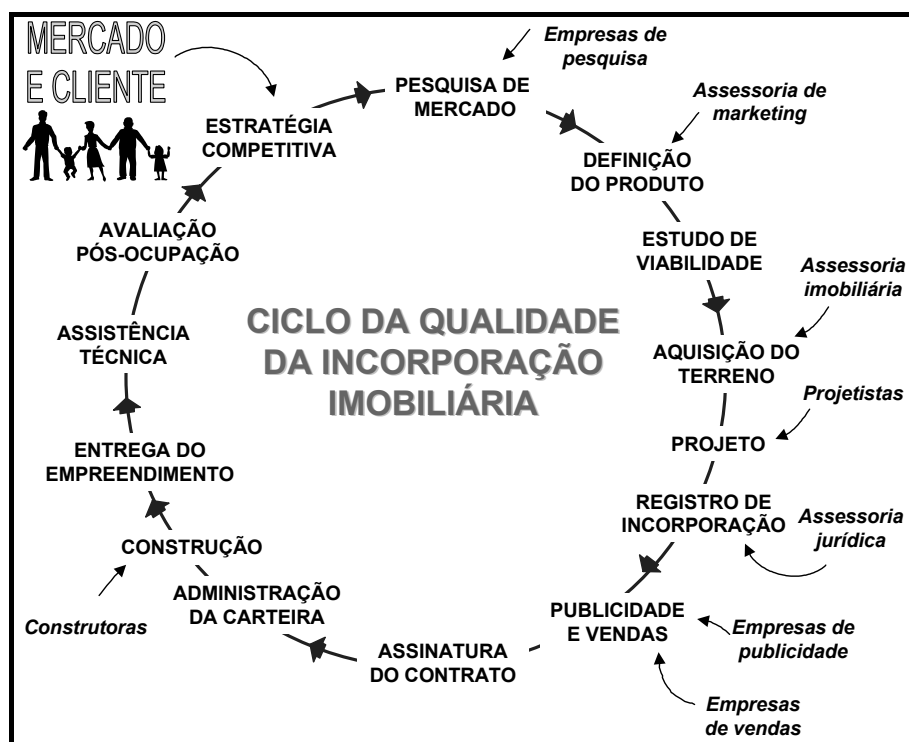 MERCADO
E CLIENTE
ESTRATÉGIA
COMPETITIVA
PESQUISA DE
MERCADO
Empresas de
pesquisa
DEFINIÇÃO
DO PRODUTO
Assessoria de
marketing
ESTUDO DE
VIABILIDADE
AQUISIÇÃO DO
TERRENO
Assessoria
imobiliária
PROJETO
Projetistas
REGISTRO DE
INCORPORAÇÃO
Assessoria
jurídica
PUBLICIDADE
E VENDAS
Empresas de
publicidade
Empresas
de vendas
ASSINATURA
DO CONTRATO
ADMINISTRAÇÃO
DA CARTEIRA
CONSTRUÇÃO
Construtoras
ENTREGA DO
EMPREENDIMENTO
ASSISTÊNCIA
TÉCNICA
AVALIAÇÃO
PÓS-OCUPAÇÃO
CICLO DA QUALIDADE
DA INCORPORAÇÃO
IMOBILIÁRIA